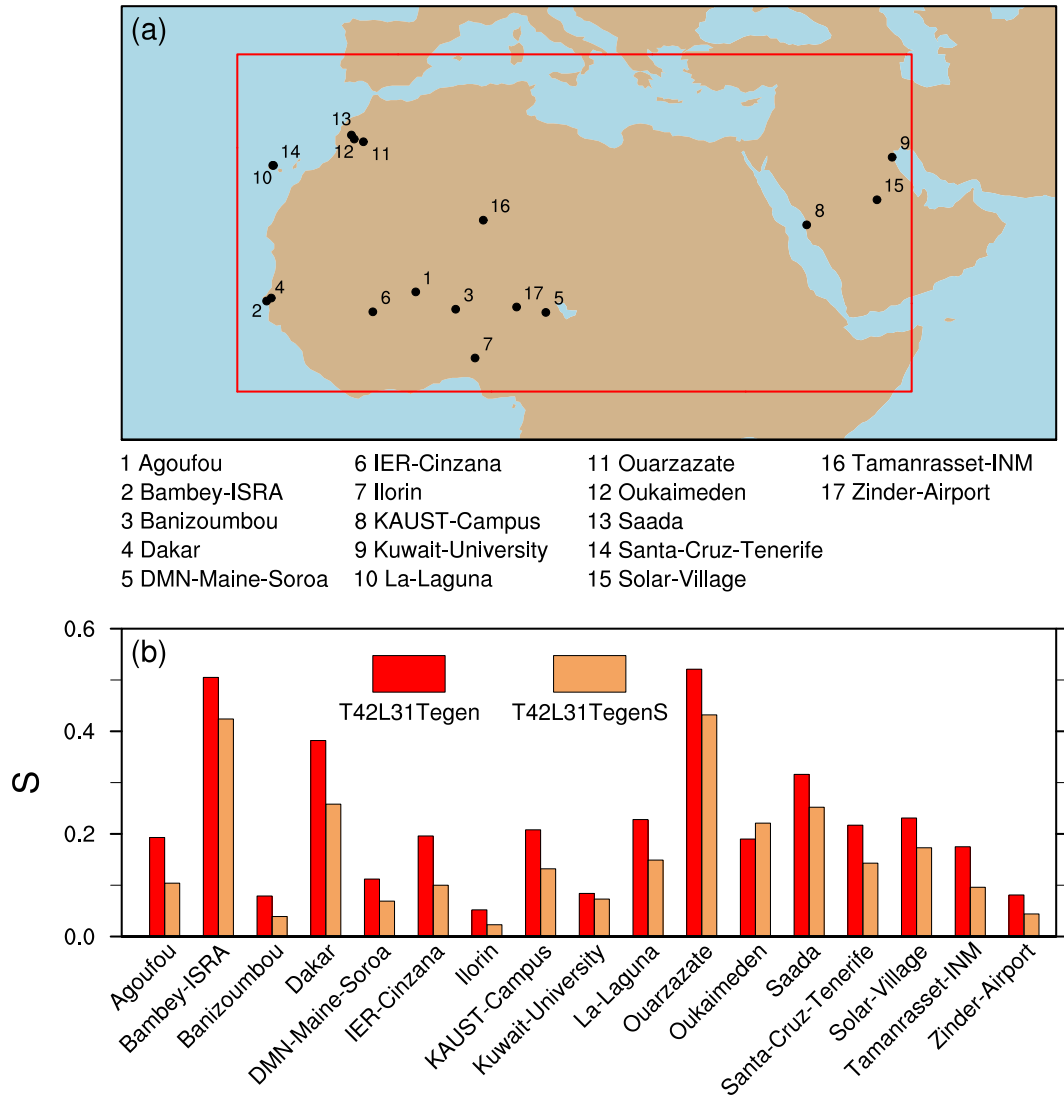 (a)
13
12
11
14
10
9
15
8
16
4
2
6
1
3
17
5
7
1 Agoufou
2 Bambey-ISRA
3 Banizoumbou
4 Dakar
5 DMN-Maine-Soroa
6 IER-Cinzana
7 Ilorin
8 KAUST-Campus
9 Kuwait-University
10 La-Laguna
11 Ouarzazate
12 Oukaimeden
13 Saada
14 Santa-Cruz-Tenerife
15 Solar-Village
16 Tamanrasset-INM
17 Zinder-Airport
(b)
0.6
0.4
0.2
0.0
S
T42L31Tegen
T42L31TegenS
Agoufou
Bambey-ISRA
Banizoumbou
Dakar
DMN-Maine-Soroa
IER-Cinzana
Ilorin
KAUST-Campus
Kuwait-University
La-Laguna
Ouarzazate
Oukaimeden
Saada
Santa-Cruz-Tenerife
Solar-Village
Tamanrasset-INM
Zinder-Airport